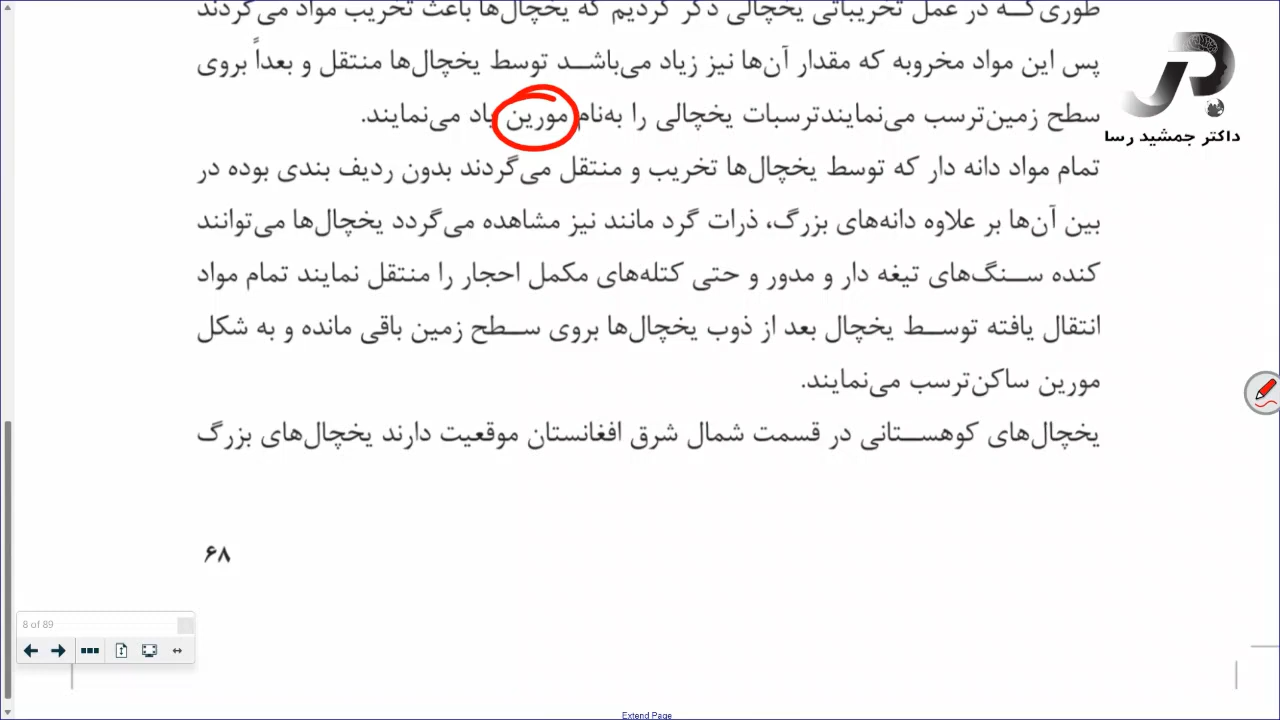 طوری‌که در عمل تخریباتی یخچالی ذکر کردیم که یخچال‌ها باعث تخریب مواد می‌گردند
پس این مواد مخروبه که مقدار آن‌ها نیز زیاد می‌باشد توسط یخچال‌ها منتقل و بعداً بروی
سطح زمین‌ترسب می‌نمایندترسبات یخچالی را به‌نام مورین یاد می‌نمایند.
داکتر جمشید رسا
تمام مواد دانه دار که توسط یخچال‌ها تخریب و منتقل می‌گردند بدون ردیف بندی بوده در
بین آن‌ها بر علاوه دانه‌های بزرگ، ذرات گرد مانند نیز مشاهده می‌گردد یخچال‌ها می‌توانند
کنده سنگ‌های تیغه دار و مدور و حتی کتله‌های مکمل احجار را منتقل نمایند تمام مواد
انتقال یافته توسط یخچال بعد از ذوب یخچال‌ها بروی سطح زمین باقی مانده و به شکل
مورین ساکن‌ترسب می‌نمایند.
یخچال‌های کوهستانی در قسمت شمال شرق افغانستان موقعیت دارند یخچال‌های بزرگ
۶۸
8 of 89
Extend Page